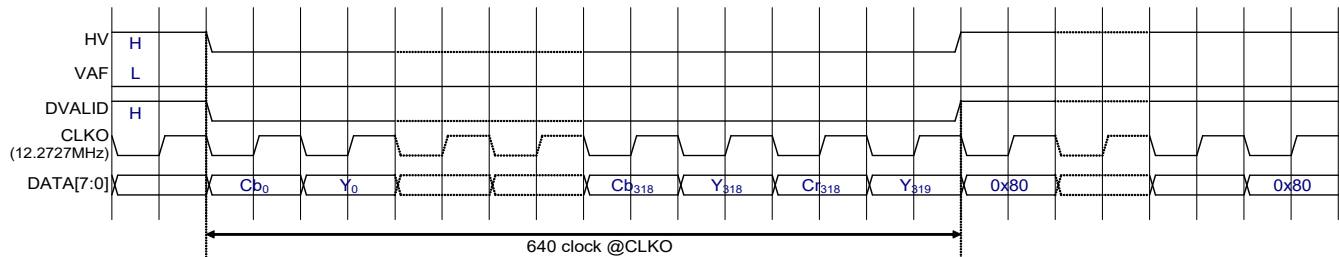 HV H
VAF L
DVALID H
CLKO
(12.2727MHz)
DATA[7:0] Cb₀ Y₀ Cb₃₁₈ Y₃₁₈ Cr₃₁₈ Y₃₁₉ 0x80 0x80
640 clock @CLKO